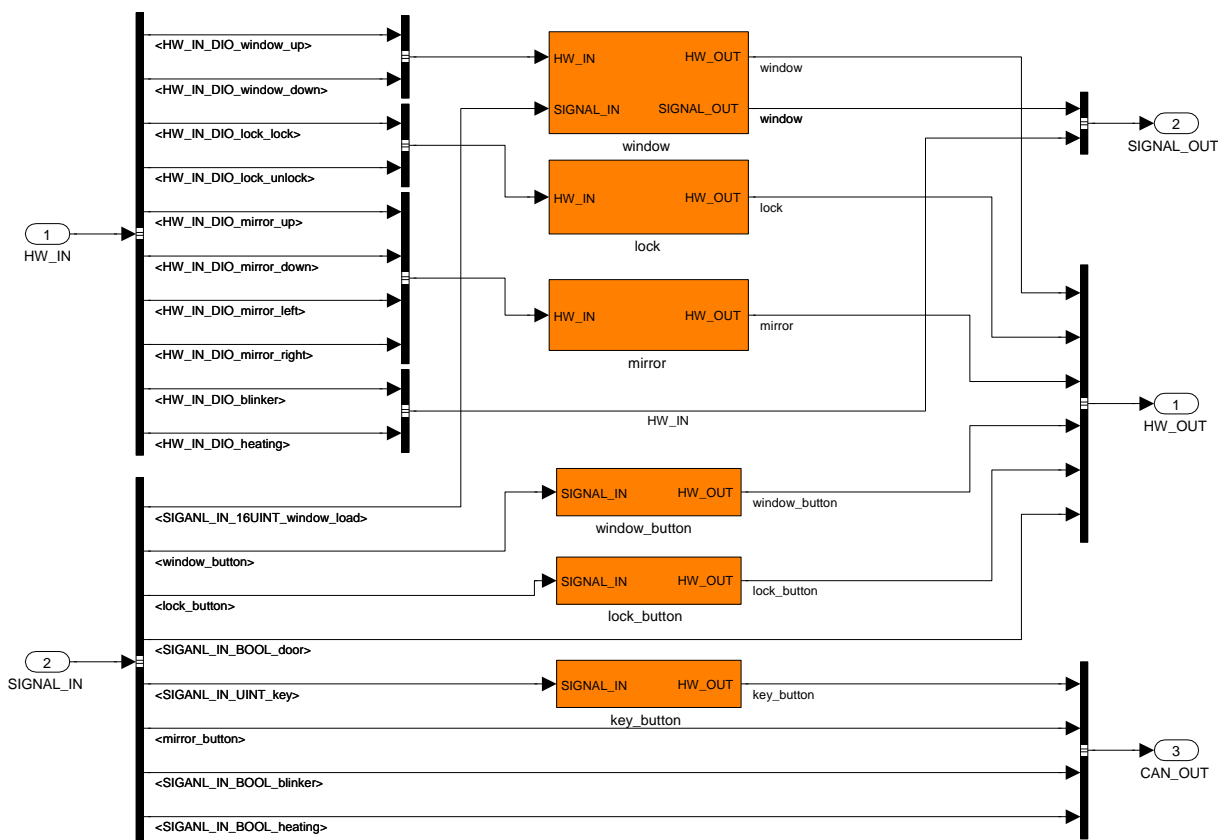 <HW_IN_DIO_window_up>
<HW_IN_DIO_window_down>
<HW_IN_DIO_lock_lock>
<HW_IN_DIO_lock_unlock>
<HW_IN_DIO_mirror_up>
<HW_IN_DIO_mirror_down>
<HW_IN_DIO_mirror_left>
<HW_IN_DIO_mirror_right>
<HW_IN_DIO_blinker>
<HW_IN_DIO_heating>
1
HW_IN
HW_IN
HW_OUT
SIGNAL_IN
SIGNAL_OUT
window
window
window
HW_IN
HW_OUT
lock
lock
HW_IN
HW_OUT
mirror
mirror
HW_IN
2
SIGNAL_OUT
1
HW_OUT
<SIGANL_IN_16UINT_window_load>
<window_button>
<lock_button>
<SIGANL_IN_BOOL_door>
<SIGANL_IN_UINT_key>
<mirror_button>
<SIGANL_IN_BOOL_blinker>
<SIGANL_IN_BOOL_heating>
2
SIGNAL_IN
SIGNAL_IN
HW_OUT
window_button
window_button
SIGNAL_IN
HW_OUT
lock_button
lock_button
SIGNAL_IN
HW_OUT
key_button
key_button
3
CAN_OUT